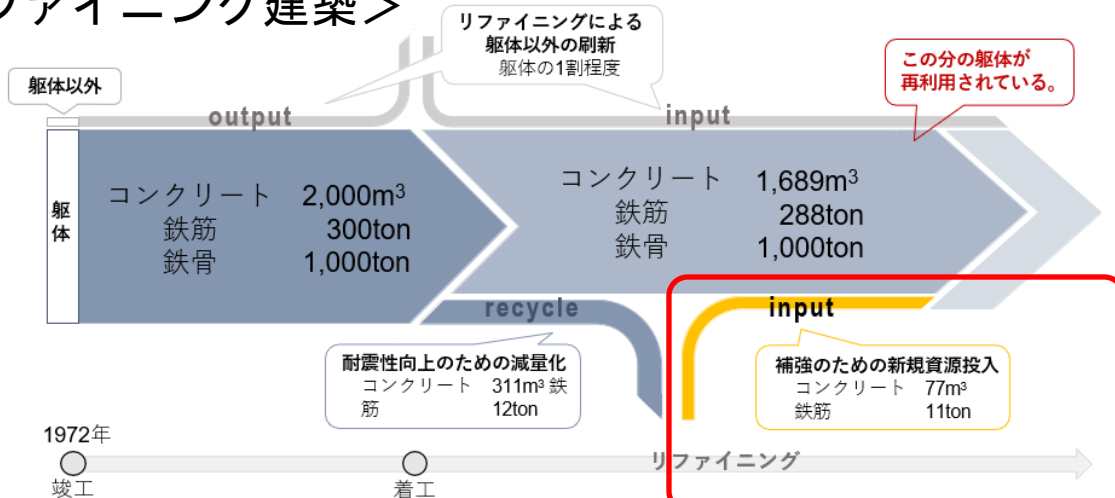 ファイニング建築＞
リファイニングによる
躯体以外の刷新
躯体の1割程度
この分の躯体が
再利用されている。
躯体以外
output
input
躯体
コンクリート 2,000m³
鉄筋 300ton
鉄骨 1,000ton
コンクリート 1,689m³
鉄筋 288ton
鉄骨 1,000ton
recycle
input
耐震性向上のための減量化
コンクリート 311m³ 鉄
筋 12ton
補強のための新規資源投入
コンクリート 77m³
鉄筋 11ton
1972年
リファイニング
竣工
着工